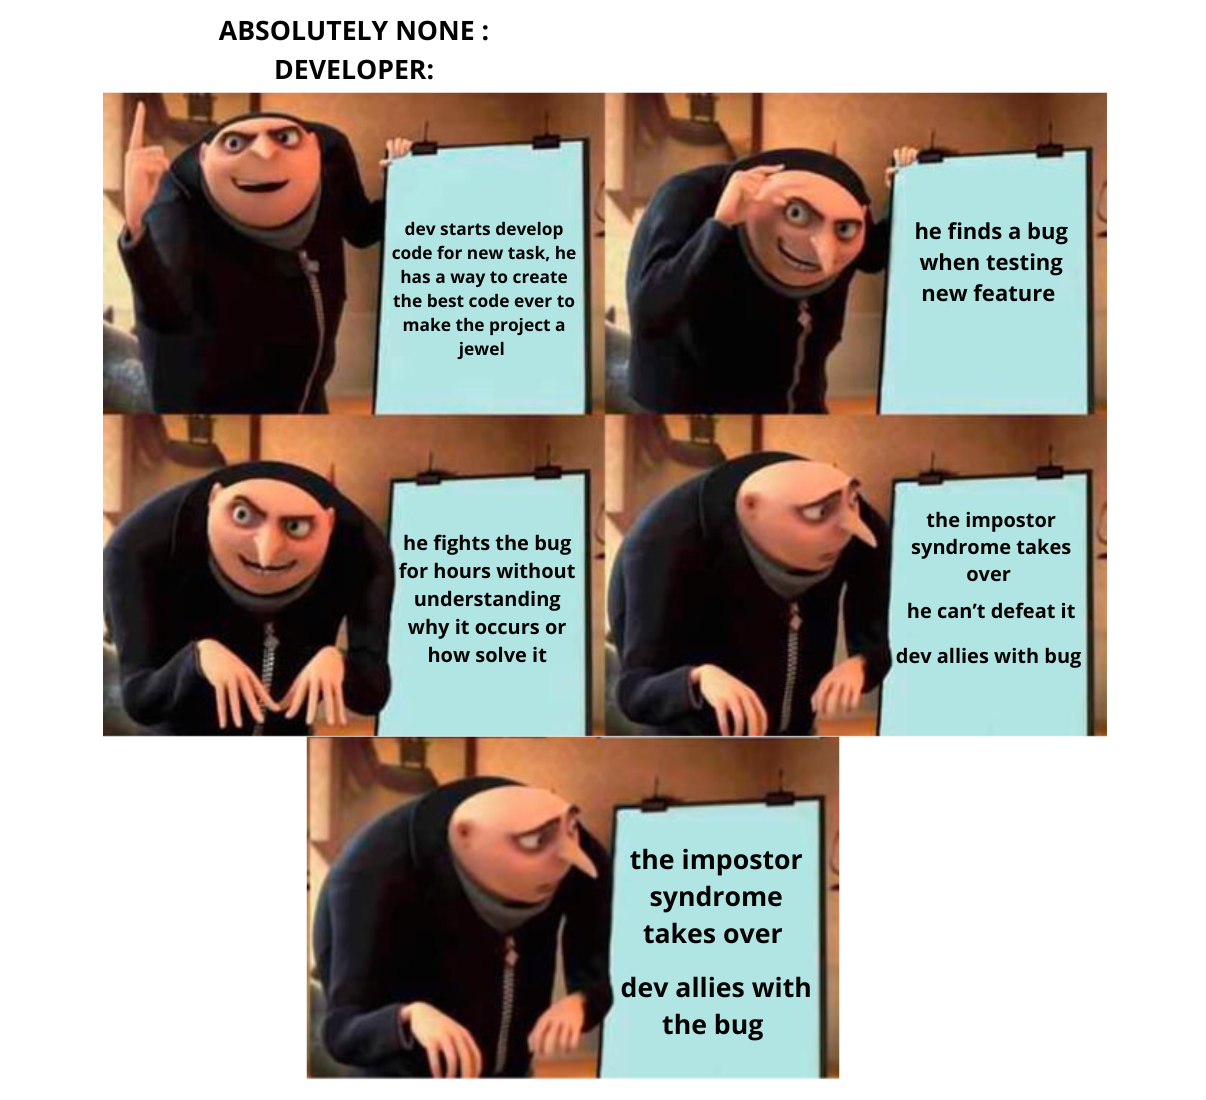 ABSOLUTELY NONE :
DEVELOPER:
dev starts develop
code for new task, he
has a way to create
the best code ever to
make the project a
jewel
he finds a bug
when testing
new feature
he fights the bug
for hours without
understanding
why it occurs or
how solve it
the impostor
syndrome takes
over
he can’t defeat it
dev allies with bug
the impostor
syndrome
takes over
dev allies with
the bug